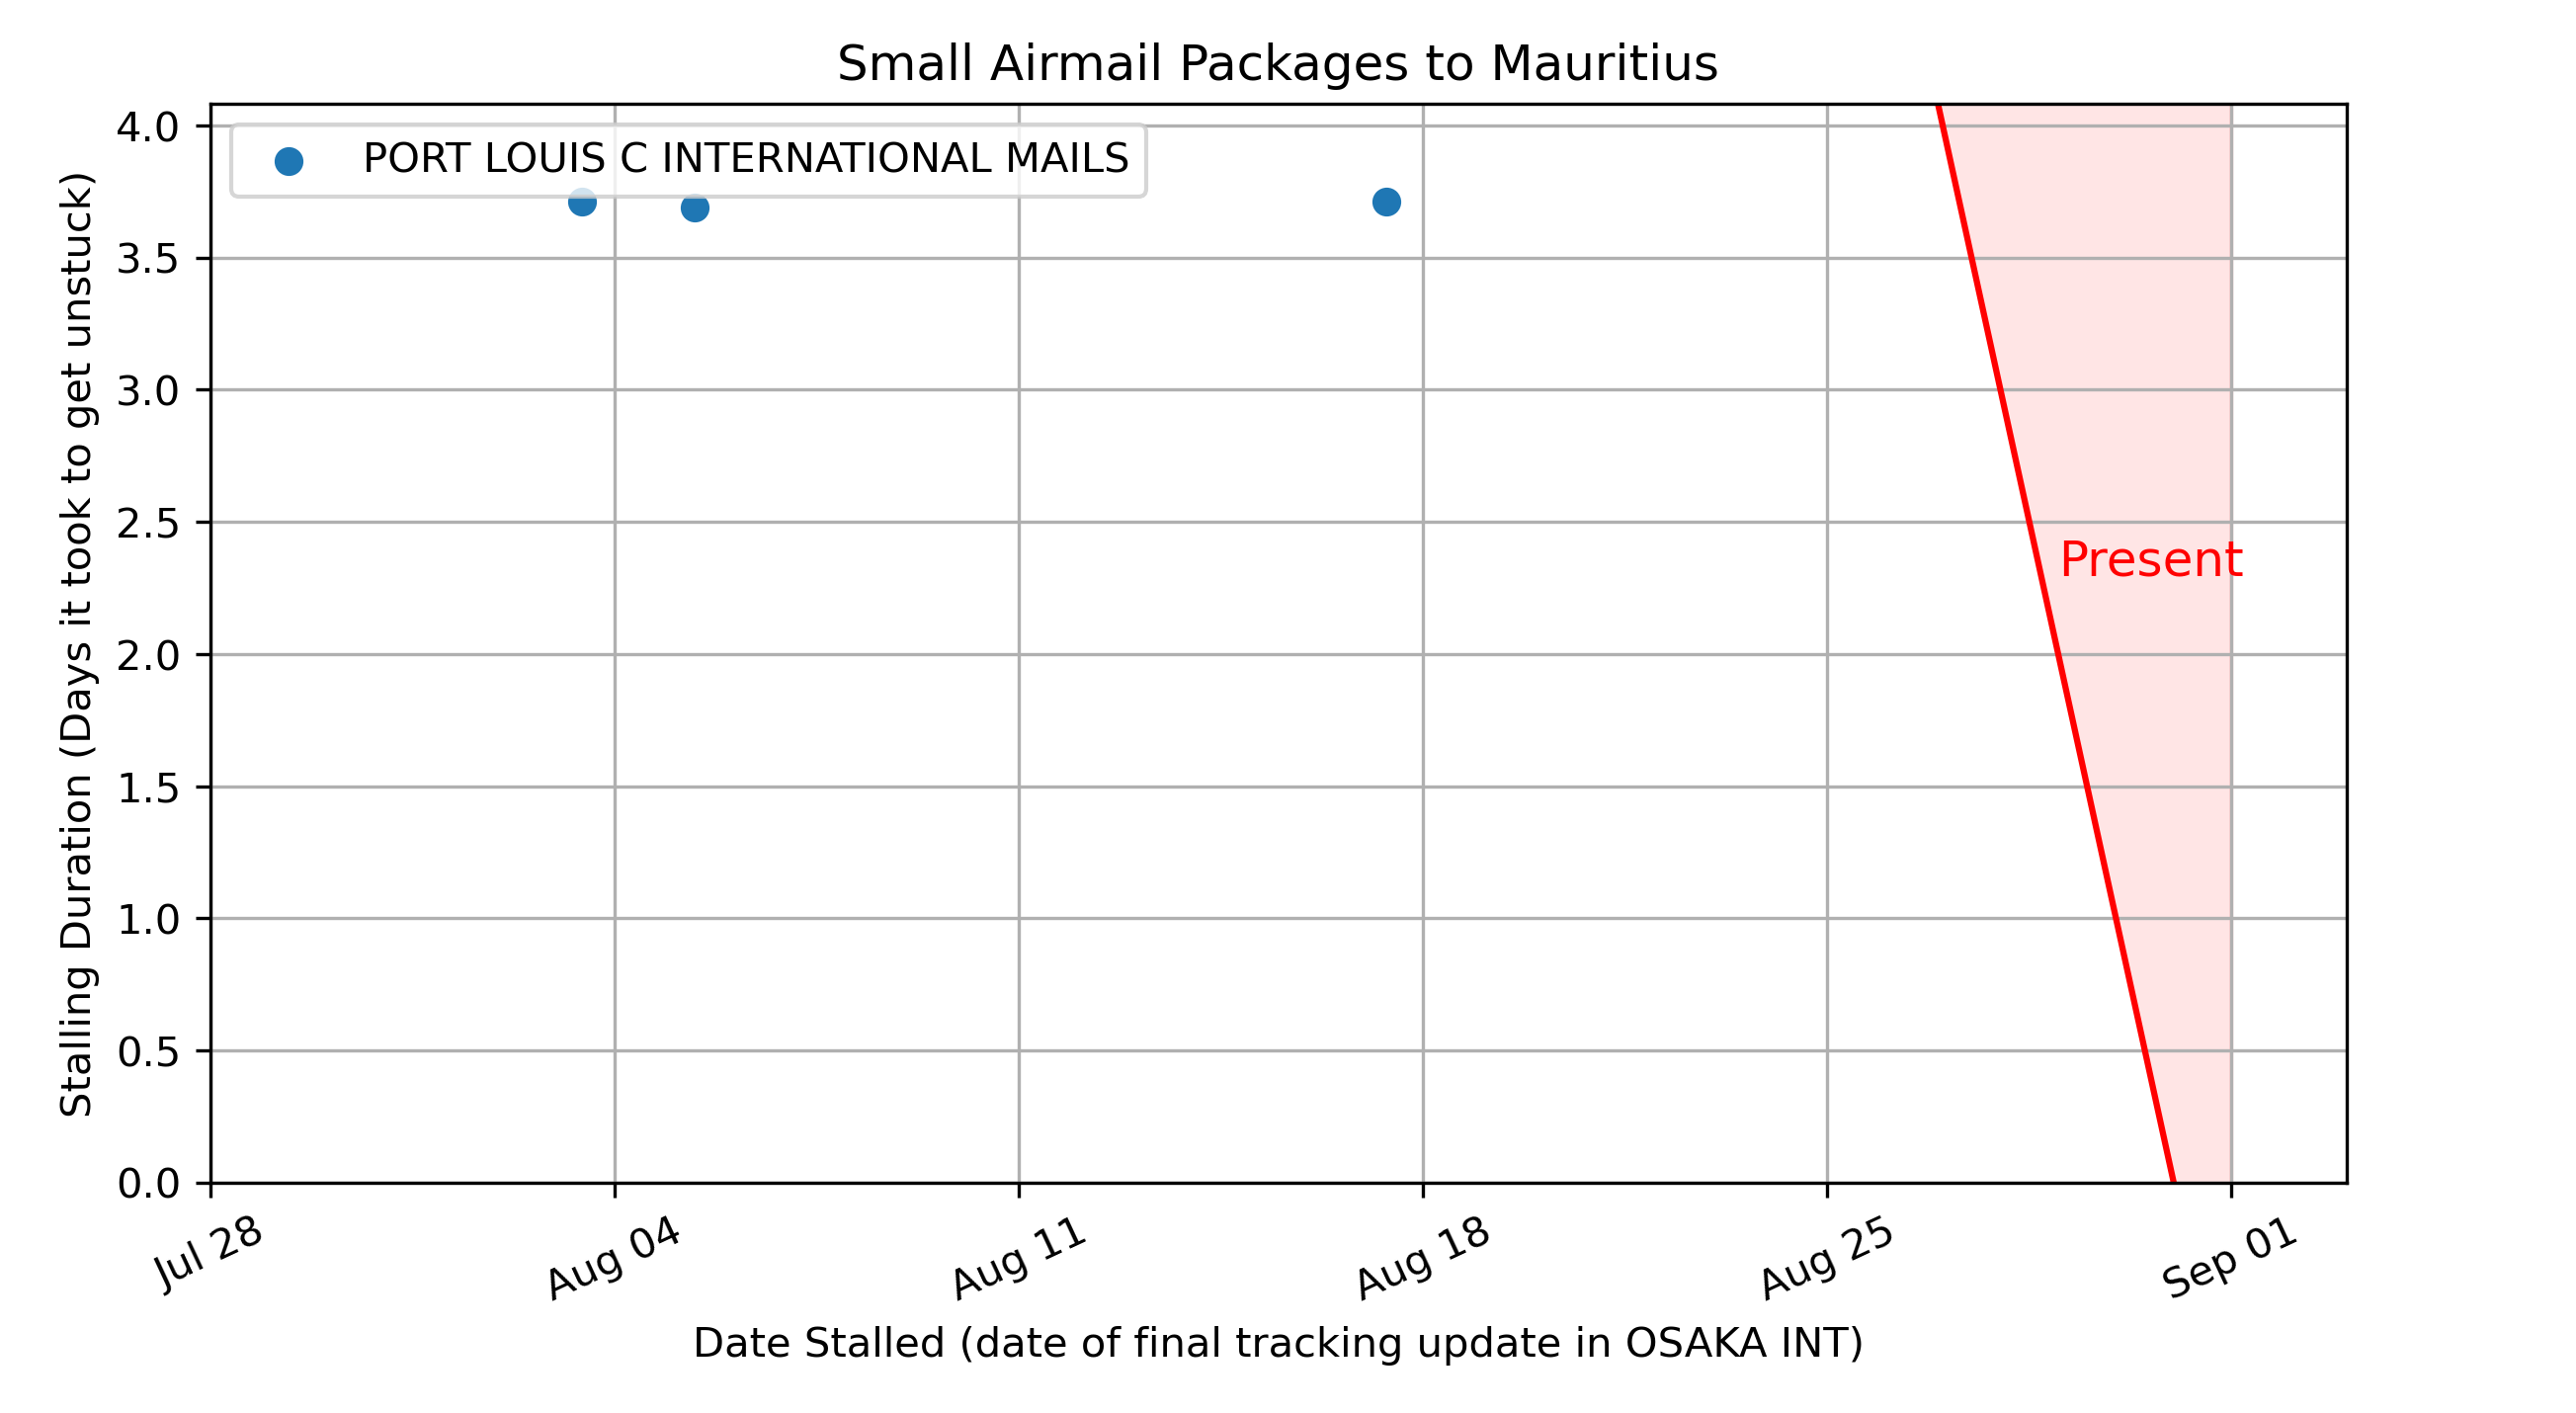 Small Airmail Packages to Mauritius
PORT LOUIS C INTERNATIONAL MAILS
Stalling Duration (Days it took to get unstuck)
4.0
3.5
3.0
2.5
2.0
1.5
1.0
0.5
0.0
Present
Jul 28
Aug 04
Aug 11
Aug 18
Aug 25
Sep 01
Date Stalled (date of final tracking update in OSAKA INT)